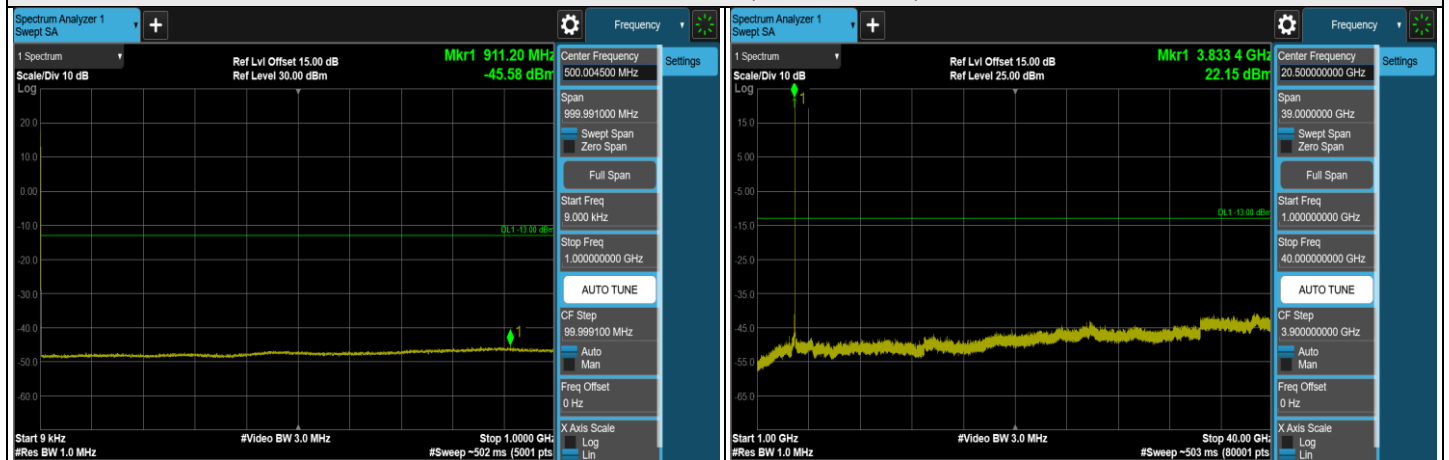 Spectrum Analyzer 1
Swept SA
+
Frequency
1 Spectrum
Scale/Div 10 dB
Log
Ref Lvl Offset 15.00 dB
Ref Level 30.00 dBm
Mkr1 911.20 MHz
-45.58 dBm
20.0
10.0
0.00
-10.0
-20.0
-30.0
-40.0
-50.0
-60.0
DL1 -13.00 dBm
1
Start 9 kHz
#Res BW 1.0 MHz
#Video BW 3.0 MHz
Stop 1.0000 GHz
#Sweep ~502 ms (5001 pts
Center Frequency
500.004500 MHz
Span
999.991000 MHz
Swept Span
Zero Span
Full Span
Start Freq
9.000 kHz
Stop Freq
1.000000000 GHz
AUTO TUNE
CF Step
99.999100 MHz
Auto
Man
Freq Offset
0 Hz
X Axis Scale
Log
Lin
Settings
Spectrum Analyzer 1
Swept SA
+
Frequency
1 Spectrum
Scale/Div 10 dB
Log
Ref Lvl Offset 15.00 dB
Ref Level 25.00 dBm
Mkr1 3.833 4 GHz
22.15 dBm
15.0
5.00
-5.00
-15.0
-25.0
-35.0
-45.0
-55.0
-65.0
DL1 -13.00 dBm
1
Start 1.00 GHz
#Res BW 1.0 MHz
#Video BW 3.0 MHz
Stop 40.00 GHz
#Sweep ~503 ms (80001 pts
Center Frequency
20.500000000 GHz
Span
39.0000000 GHz
Swept Span
Zero Span
Full Span
Start Freq
1.000000000 GHz
Stop Freq
40.000000000 GHz
AUTO TUNE
CF Step
3.900000000 GHz
Auto
Man
Freq Offset
0 Hz
X Axis Scale
Log
Lin
Settings